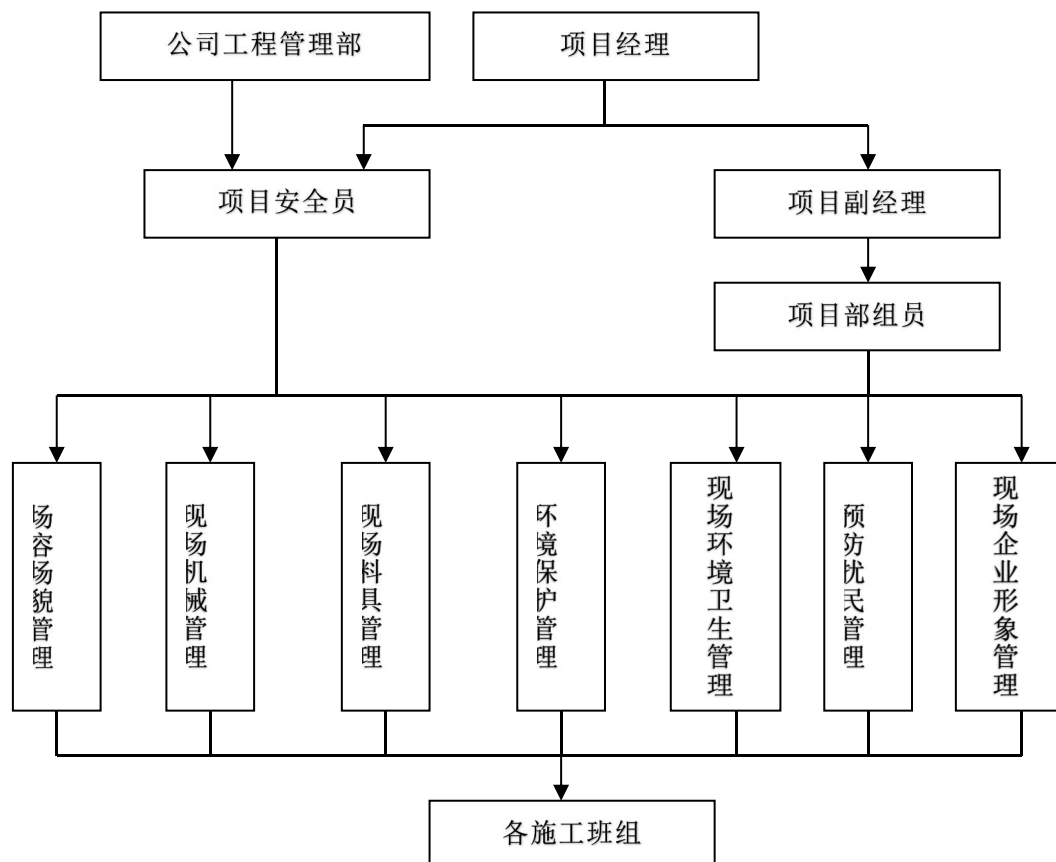 公司工程管理部
项目经理
项目安全员
项目副经理
项目部组员
场容场貌管理
现场机械管理
现场料具管理
环境保护管理
现场环境卫生管理
预防扰民管理
现场企业形象管理
各施工班组